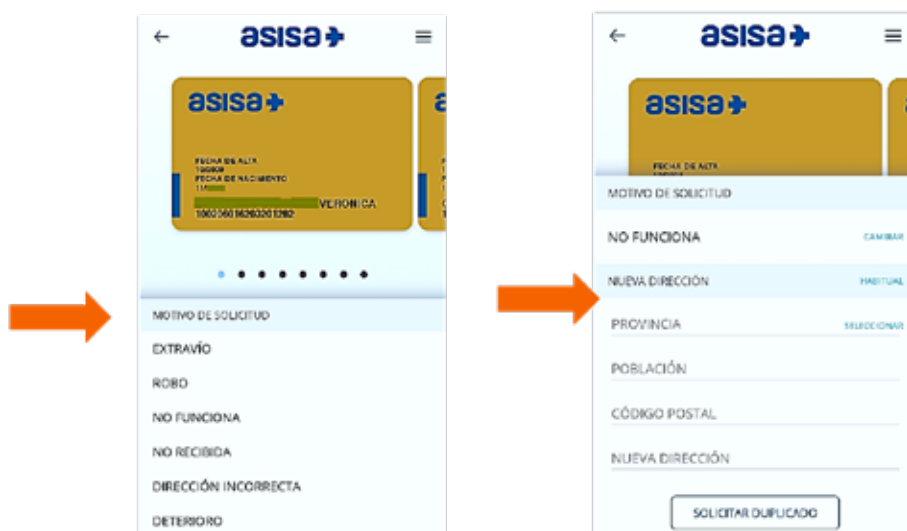 asisa
asisa
FECHA DE ALTA
FECHA DE NACIMIENTO
VERONICA
MOTIVO DE SOLICITUD
EXTRAVÍO
ROBO
NO FUNCIONA
NO RECIBIDA
DIRECCIÓN INCORRECTA
DETERIORO
asisa
asisa
FECHA DE ALTA
MOTIVO DE SOLICITUD
NO FUNCIONA CAMBIAR
NUEVA DIRECCIÓN HABITUAL
PROVINCIA SELECCIONAR
POBLACIÓN
CÓDIGO POSTAL
NUEVA DIRECCIÓN
SOLICITAR DUPLICADO